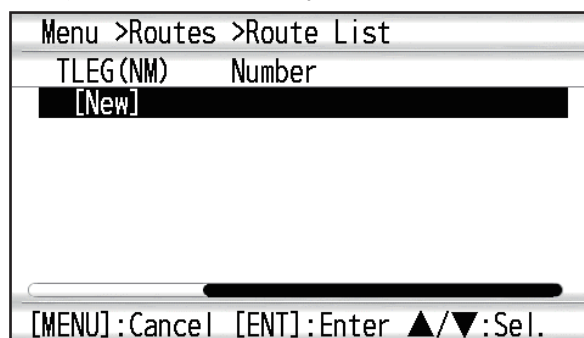 Menu >Routes >Route List
TLEG(NM) Number
[New]
[MENU]:Cancel [ENT]:Enter ▲/▼:Sel.